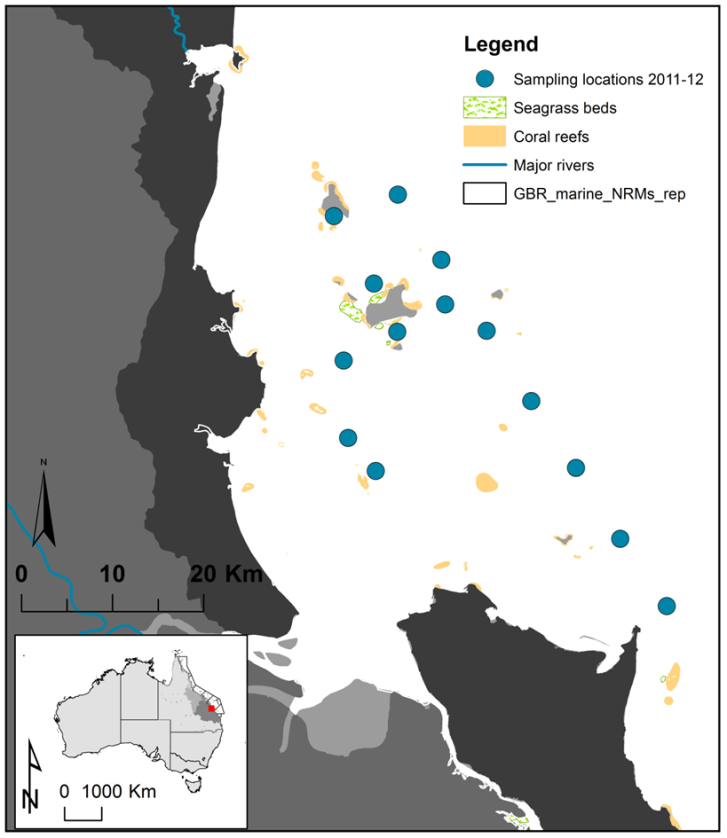 Legend
Sampling locations 2011-12
Seagrass beds
Coral reefs
Major rivers
GBR_marine_NRMs_rep
N
0 10 20 Km
N
0 1000 Km